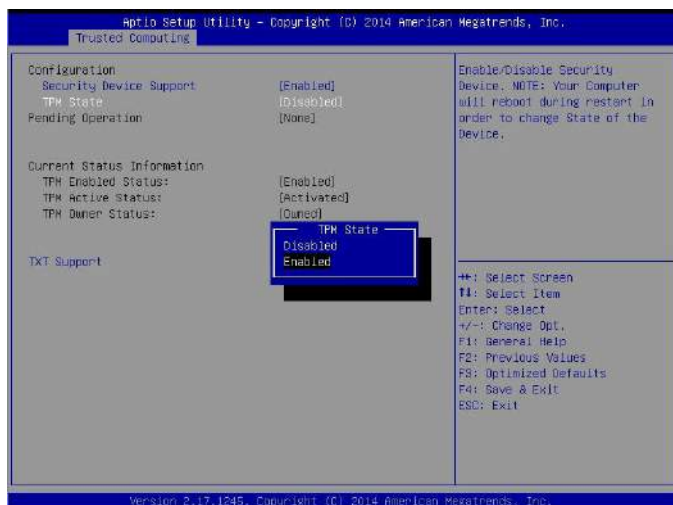 Aptio Setup Utility - Copyright (C) 2014 American Megatrends, Inc.
Trusted Computing
Configuration
Security Device Support [Enabled]
TPM State [Disabled]
Pending Operation [None]
Current Status Information
TPM Enabled Status: [Enabled]
TPM Active Status: [Activated]
TPM Owner Status: [Owned]
TXT Support
TPM State
Disabled
Enabled
Enable/Disable Security
Device. NOTE: Your Computer
will reboot during restart in
order to change State of the
Device.
→←: Select Screen
↑↓: Select Item
Enter: Select
+/-: Change Opt.
F1: General Help
F2: Previous Values
F3: Optimized Defaults
F4: Save & Exit
ESC: Exit
Version 2.17.1245. Copyright (C) 2014 American Megatrends, Inc.